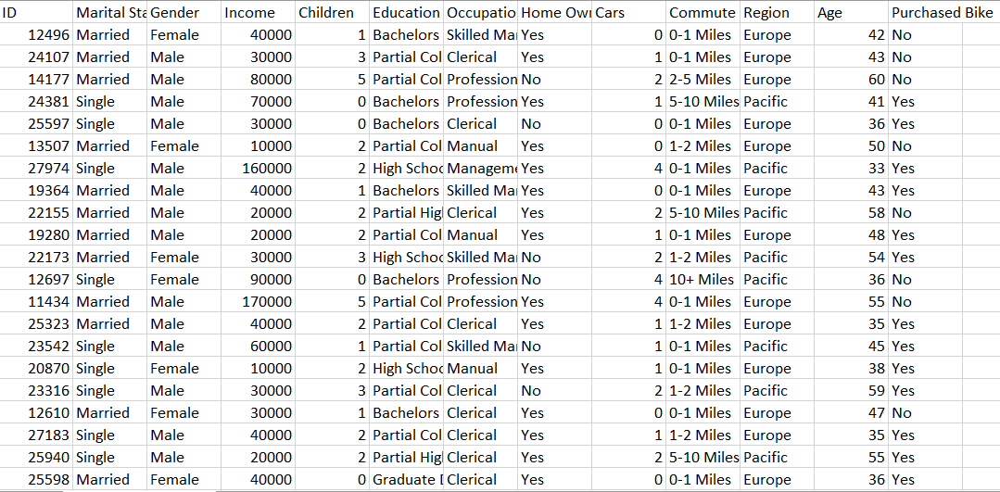 ID Marital Sta Gender Income Children Education Occupatio Home Own Cars Commute Region Age Purchased Bike
12496 Married Female 40000 1 Bachelors Skilled Ma Yes 0 0-1 Miles Europe 42 No
24107 Married Male 30000 3 Partial Col Clerical Yes 1 0-1 Miles Europe 43 No
14177 Married Male 80000 5 Partial Col Profession No 2 2-5 Miles Europe 60 No
24381 Single Male 70000 0 Bachelors Profession Yes 1 5-10 Miles Pacific 41 Yes
25597 Single Male 30000 0 Bachelors Clerical No 0 0-1 Miles Europe 36 Yes
13507 Married Female 10000 2 Partial Col Manual Yes 0 1-2 Miles Europe 50 No
27974 Single Male 160000 2 High Schoo Manageme Yes 4 0-1 Miles Pacific 33 Yes
19364 Married Male 40000 1 Bachelors Skilled Ma Yes 0 0-1 Miles Europe 43 Yes
22155 Married Male 20000 2 Partial Hig Clerical Yes 2 5-10 Miles Pacific 58 No
19280 Married Male 20000 2 Partial Col Manual Yes 1 0-1 Miles Europe 48 Yes
22173 Married Female 30000 3 High Schoo Skilled Ma No 2 1-2 Miles Pacific 54 Yes
12697 Single Female 90000 0 Bachelors Profession No 4 10+ Miles Pacific 36 No
11434 Married Male 170000 5 Partial Col Profession Yes 4 0-1 Miles Europe 55 No
25323 Married Male 40000 2 Partial Col Clerical Yes 1 1-2 Miles Europe 35 Yes
23542 Single Male 60000 1 Partial Col Skilled Ma No 1 0-1 Miles Pacific 45 Yes
20870 Single Female 10000 2 High Schoo Manual Yes 1 0-1 Miles Europe 38 Yes
23316 Single Male 30000 3 Partial Col Clerical No 2 1-2 Miles Pacific 59 Yes
12610 Married Female 30000 1 Bachelors Clerical Yes 0 0-1 Miles Europe 47 No
27183 Single Male 40000 2 Partial Col Clerical Yes 1 1-2 Miles Europe 35 Yes
25940 Single Male 20000 2 Partial Hig Clerical Yes 2 5-10 Miles Pacific 55 Yes
25598 Married Female 40000 0 Graduate Clerical Yes 0 0-1 Miles Europe 36 Yes